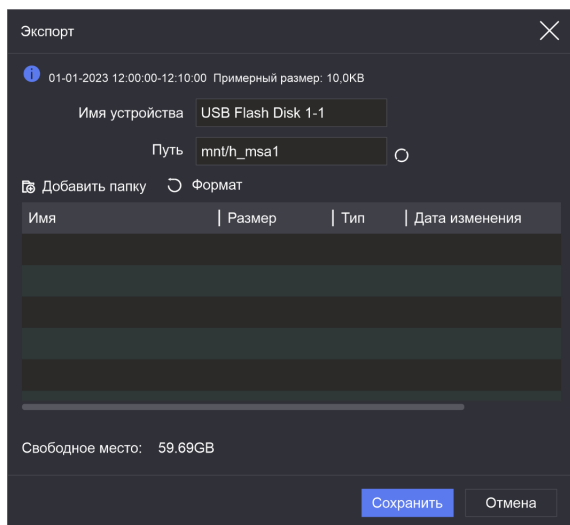 Экспорт
01-01-2023 12:00:00-12:10:00 Примерный размер: 10,0KB
Имя устройства USB Flash Disk 1-1
Путь mnt/h_msa1
Добавить папку Формат
Имя Размер Тип Дата изменения
Свободное место: 59.69GB
Сохранить Отмена